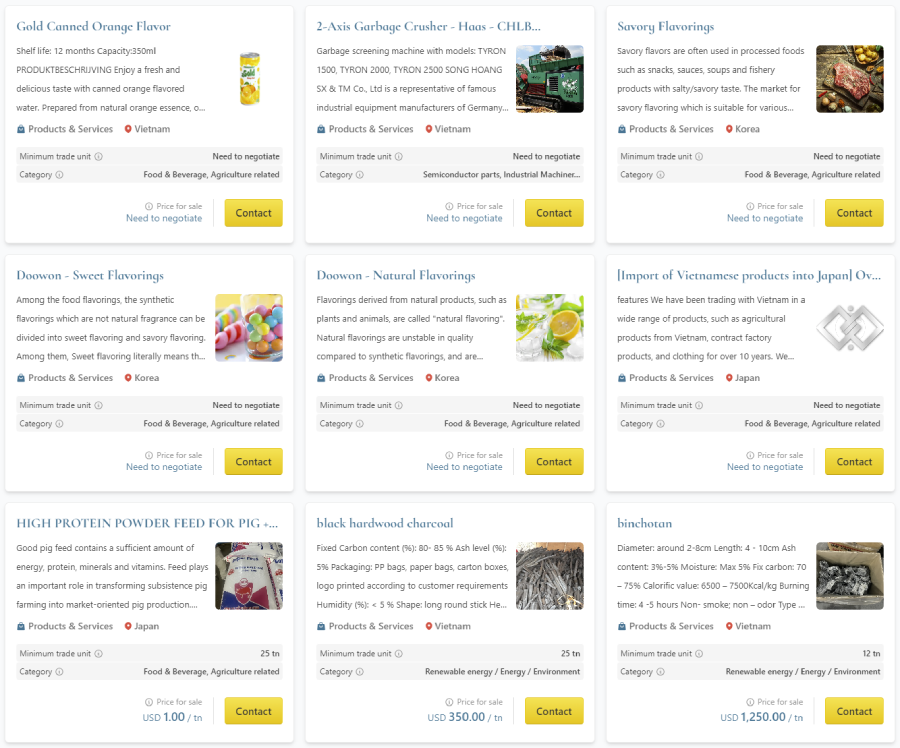 Gold Canned Orange Flavor
Shelf life: 12 months Capacity:350ml
PRODUKTBESCHRIJVING Enjoy a fresh and
delicious taste with canned orange flavored
water. Prepared from natural orange essence, o...
Products & Services Vietnam
Minimum trade unit Need to negotiate
Category Food & Beverage, Agriculture related
Price for sale
Need to negotiate
Contact
2-Axis Garbage Crusher - Haas - CHLB...
Garbage screening machine with models: TYRON
1500, TYRON 2000, TYRON 2500 SONG HOANG
SX & TM Co., Ltd is a representative of famous
industrial equipment manufacturers of Germany...
Products & Services Vietnam
Minimum trade unit Need to negotiate
Category Semiconductor parts, Industrial Machiner...
Price for sale
Need to negotiate
Contact
Savory Flavorings
Savory flavors are often used in processed foods
such as snacks, sauces, soups and fishery
products with salty/savory taste. The market for
savory flavoring which is suitable for various...
Products & Services Korea
Minimum trade unit Need to negotiate
Category Food & Beverage, Agriculture related
Price for sale
Need to negotiate
Contact
Doowon - Sweet Flavorings
Among the food flavorings, the synthetic
flavorings which are not natural fragrance can be
divided into sweet flavoring and savory flavoring.
Among them, Sweet flavoring literally means th...
Products & Services Korea
Minimum trade unit Need to negotiate
Category Food & Beverage, Agriculture related
Price for sale
Need to negotiate
Contact
Doowon - Natural Flavorings
Flavorings derived from natural products, such as
plants and animals, are called "natural flavoring".
Natural flavorings are unstable in quality
compared to synthetic flavorings, and are...
Products & Services Korea
Minimum trade unit Need to negotiate
Category Food & Beverage, Agriculture related
Price for sale
Need to negotiate
Contact
[Import of Vietnamese products into Japan] Ov...
features We have been trading with Vietnam in a
wide range of products, such as agricultural
products from Vietnam, contract factory
products, and clothing for over 10 years. We...
Products & Services Japan
Minimum trade unit Need to negotiate
Category Food & Beverage, Agriculture related
Price for sale
Need to negotiate
Contact
HIGH PROTEIN POWDER FEED FOR PIG +...
Good pig feed contains a sufficient amount of
energy, protein, minerals and vitamins. Feed plays
an important role in transforming subsistence pig
farming into market-oriented pig production....
Products & Services Japan
Minimum trade unit 25 tn
Category Food & Beverage, Agriculture related
Price for sale
USD 1.00 / tn
Contact
black hardwood charcoal
Fixed Carbon content (%): 80- 85 % Ash level (%):
5% Packaging: PP bags, paper bags, carton boxes,
logo printed according to customer requirements
Humidity (%): < 5 % Shape: long round stick He...
Products & Services Vietnam
Minimum trade unit 25 tn
Category Renewable energy / Energy / Environment
Price for sale
USD 350.00 / tn
Contact
binchotan
Diameter: around 2-8cm Length: 4 - 10cm Ash
content: 3%-5% Moisture: Max 5% Fix carbon: 70
– 75% Calorific value: 6500 – 7500Kcal/kg Burning
time: 4 -5 hours Non- smoke; non – odor Type ...
Products & Services Vietnam
Minimum trade unit 12 tn
Category Renewable energy / Energy / Environment
Price for sale
USD 1,250.00 / tn
Contact